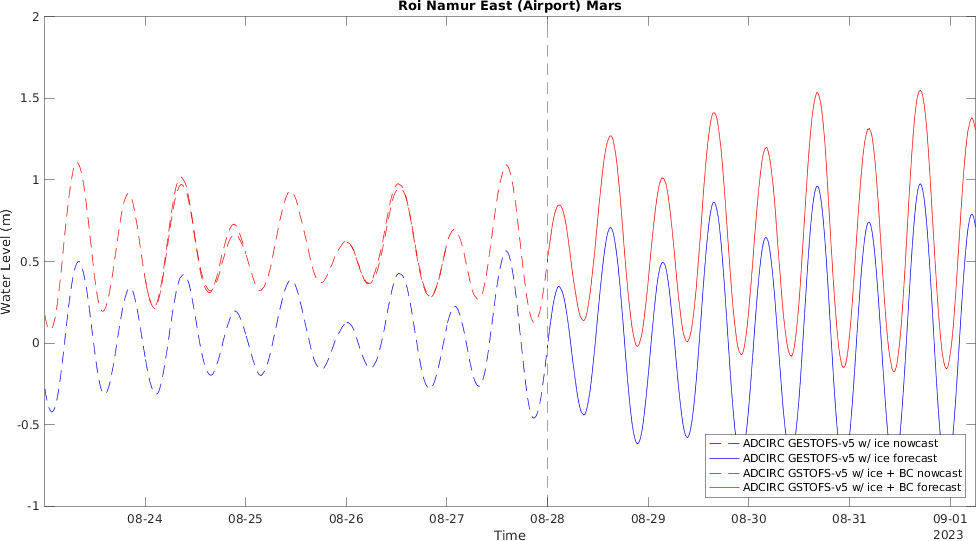 Roi Namur East (Airport) Mars
2
1.5
1
0.5
0
-0.5
-1
Water Level (m)
ADCIRC GESTOFS-v5 w/ ice nowcast
ADCIRC GESTOFS-v5 w/ ice forecast
ADCIRC GSTOFS-v5 w/ ice + BC nowcast
ADCIRC GSTOFS-v5 w/ ice + BC forecast
08-24 08-25 08-26 08-27 08-28 08-29 08-30 08-31 09-01
Time 2023